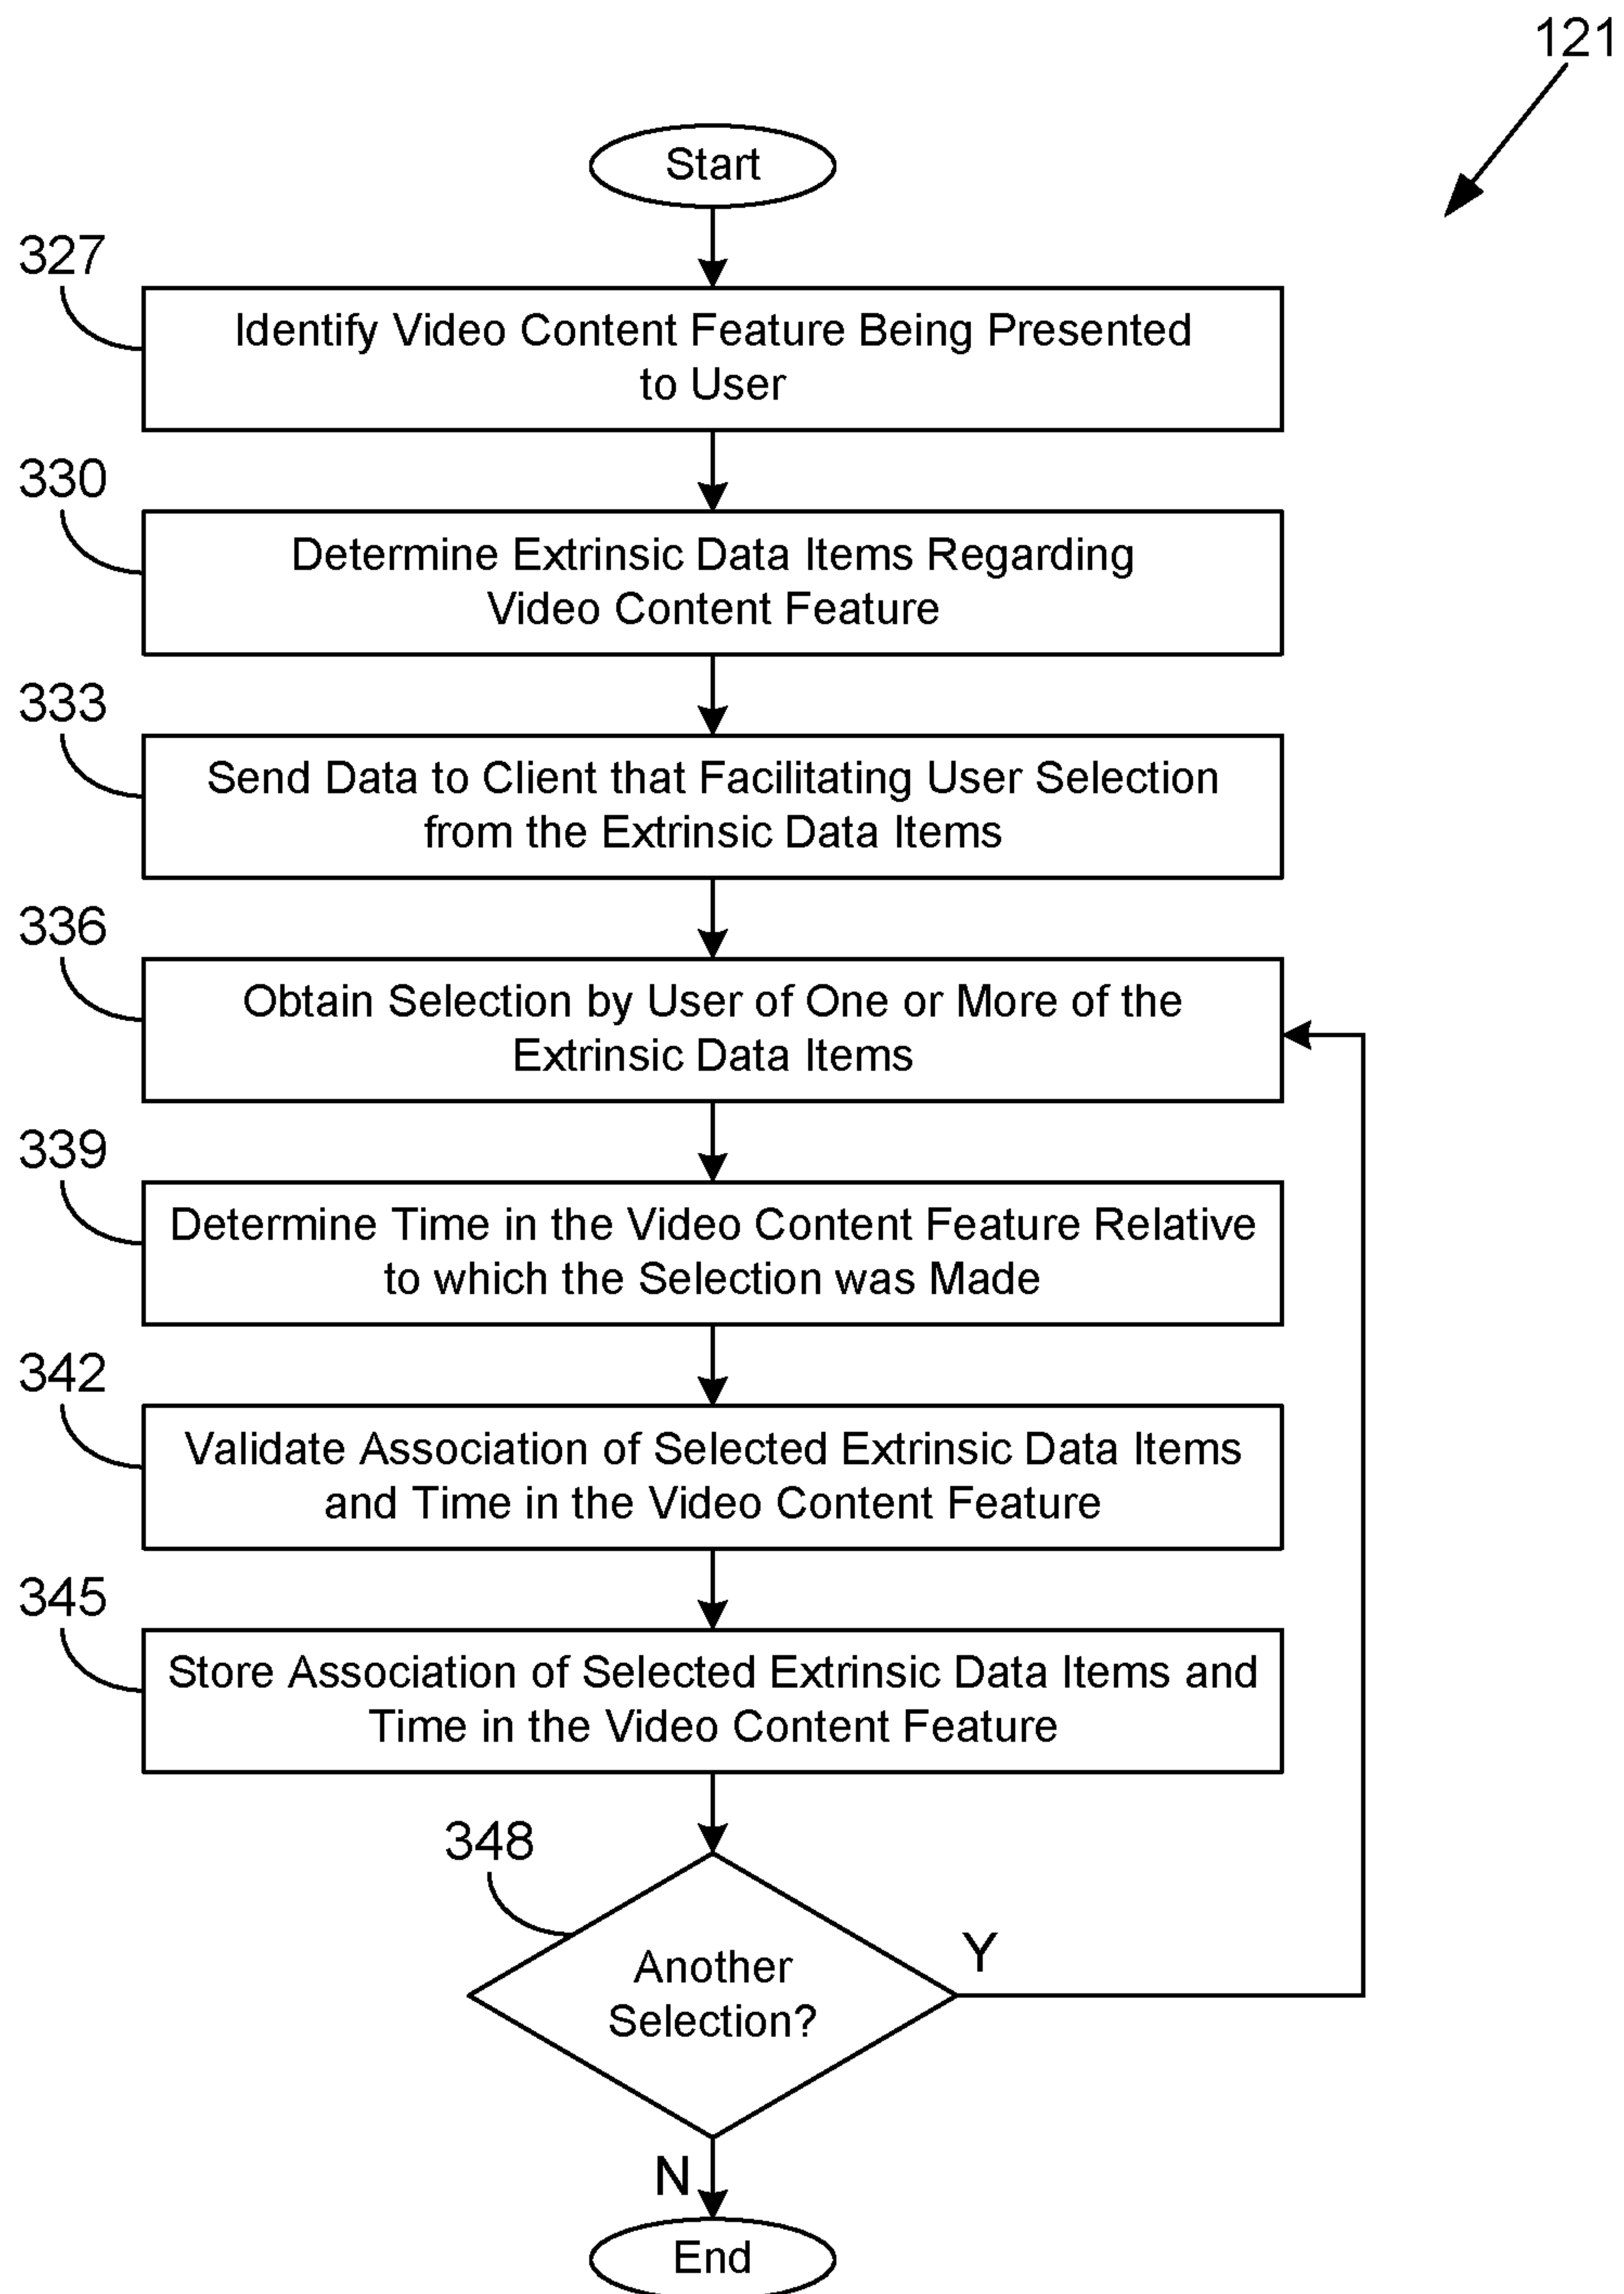 121
Start
327
Identify Video Content Feature Being Presented
to User
330
Determine Extrinsic Data Items Regarding
Video Content Feature
333
Send Data to Client that Facilitating User Selection
from the Extrinsic Data Items
336
Obtain Selection by User of One or More of the
Extrinsic Data Items
339
Determine Time in the Video Content Feature Relative
to which the Selection was Made
342
Validate Association of Selected Extrinsic Data Items
and Time in the Video Content Feature
345
Store Association of Selected Extrinsic Data Items and
Time in the Video Content Feature
348
Another
Selection?
Y
N
End